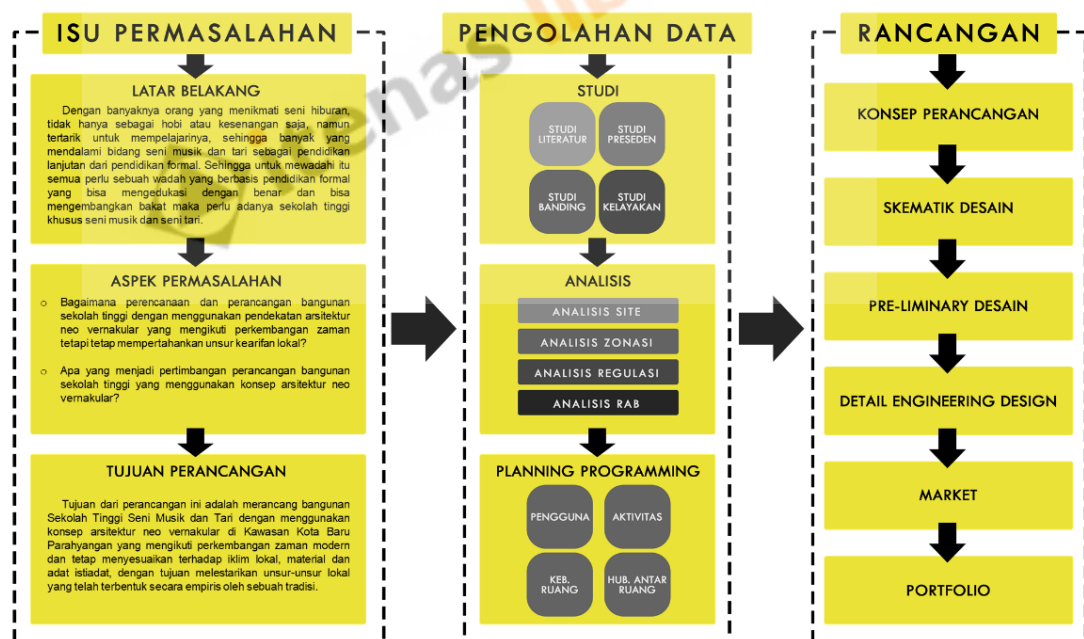 ISU PERMASALAHAN
LATAR BELAKANG
Dengan banyaknya orang yang menikmati seni hiburan,
tidak hanya sebagai hobi atau kesenangan saja, namun
tertarik untuk mempelajarinya, sehingga banyak yang
mendalami bidang seni musik dan tari sebagai pendidikan
lanjutan dari pendidikan formal. Sehingga untuk mewadahi itu
semua perlu sebuah wadah yang berbasis pendidikan formal
yang bisa mengedukasi dengan benar dan bisa
mengembangkan bakat maka perlu adanya sekolah tinggi
khusus seni musik dan seni tari.
ASPEK PERMASALAHAN
o Bagaimana perencanaan dan perancangan bangunan
sekolah tinggi dengan menggunakan pendekatan arsitektur
neo vernakular yang mengikuti perkembangan zaman
tetapi tetap mempertahankan unsur kearifan lokal?
o Apa yang menjadi pertimbangan perancangan bangunan
sekolah tinggi yang menggunakan konsep arsitektur neo
vernakular?
TUJUAN PERANCANGAN
Tujuan dari perancangan ini adalah merancang bangunan
Sekolah Tinggi Seni Musik dan Tari dengan menggunakan
konsep arsitektur neo vernakular di Kawasan Kota Baru
Parahyangan yang mengikuti perkembangan zaman modern
dan tetap menyesuaikan terhadap iklim lokal, material dan
adat istiadat, dengan tujuan melestarikan unsur-unsur lokal
yang telah terbentuk secara empiris oleh sebuah tradisi.
PENGOLAHAN DATA
STUDI
STUDI
LITERATUR
STUDI
PRESEDEN
STUDI
BANDING
STUDI
KELAYAKAN
ANALISIS
ANALISIS SITE
ANALISIS ZONASI
ANALISIS REGULASI
ANALISIS RAB
PLANNING PROGRAMMING
PENGGUNA
AKTIVITAS
KEB.
RUANG
HUB. ANTAR
RUANG
RANCANGAN
KONSEP PERANCANGAN
SKEMATIK DESAIN
PRE-LIMINARY DESAIN
DETAIL ENGINEERING DESIGN
MARKET
PORTFOLIO